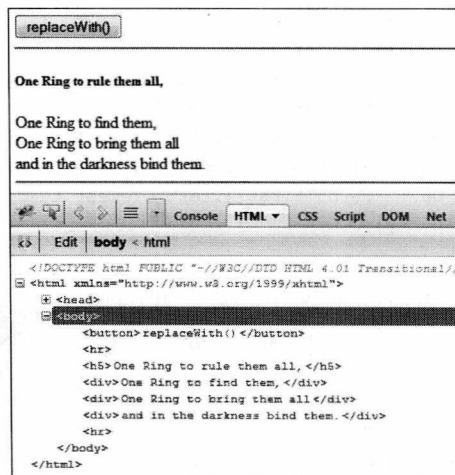 replaceWith()
One Ring to rule them all,
One Ring to find them,
One Ring to bring them all
and in the darkness bind them.
Console HTML CSS Script DOM Net
Edit body < html
<!DOCTYPE html PUBLIC "-//W3C//DTD HTML 4.01 Transitional//
<html xmlns="http://www.w3.org/1999/xhtml">
<head>
<body>
<button>replaceWith()</button>
<hr>
<h5>One Ring to rule them all,</h5>
<div>One Ring to find them,</div>
<div>One Ring to bring them all</div>
<div>and in the darkness bind them.</div>
<hr>
</body>
</html>